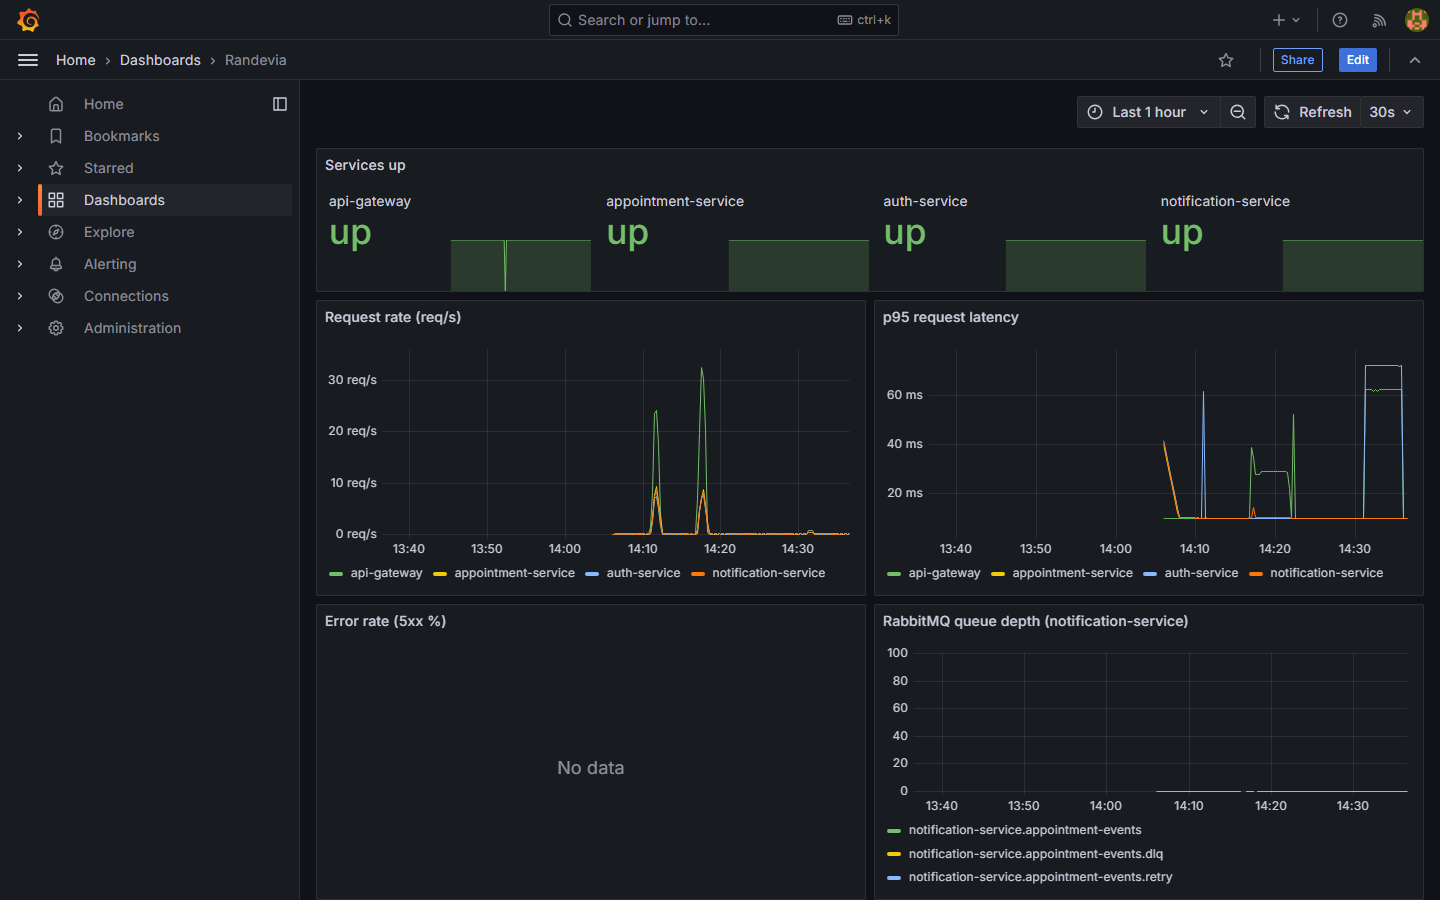 Search or jump to... ctrl+k
Home › Dashboards › Randevia
Share
Edit
Home
Bookmarks
Starred
Dashboards
Explore
Alerting
Connections
Administration
Last 1 hour
Refresh
30s
Services up
api-gateway
up
appointment-service
up
auth-service
up
notification-service
up
Request rate (req/s)
30 req/s
20 req/s
10 req/s
0 req/s
13:40 13:50 14:00 14:10 14:20 14:30
api-gateway appointment-service auth-service notification-service
p95 request latency
60 ms
40 ms
20 ms
13:40 13:50 14:00 14:10 14:20 14:30
api-gateway appointment-service auth-service notification-service
Error rate (5xx %)
No data
RabbitMQ queue depth (notification-service)
100
80
60
40
20
0
13:40 13:50 14:00 14:10 14:20 14:30
notification-service.appointment-events
notification-service.appointment-events.dlq
notification-service.appointment-events.retry